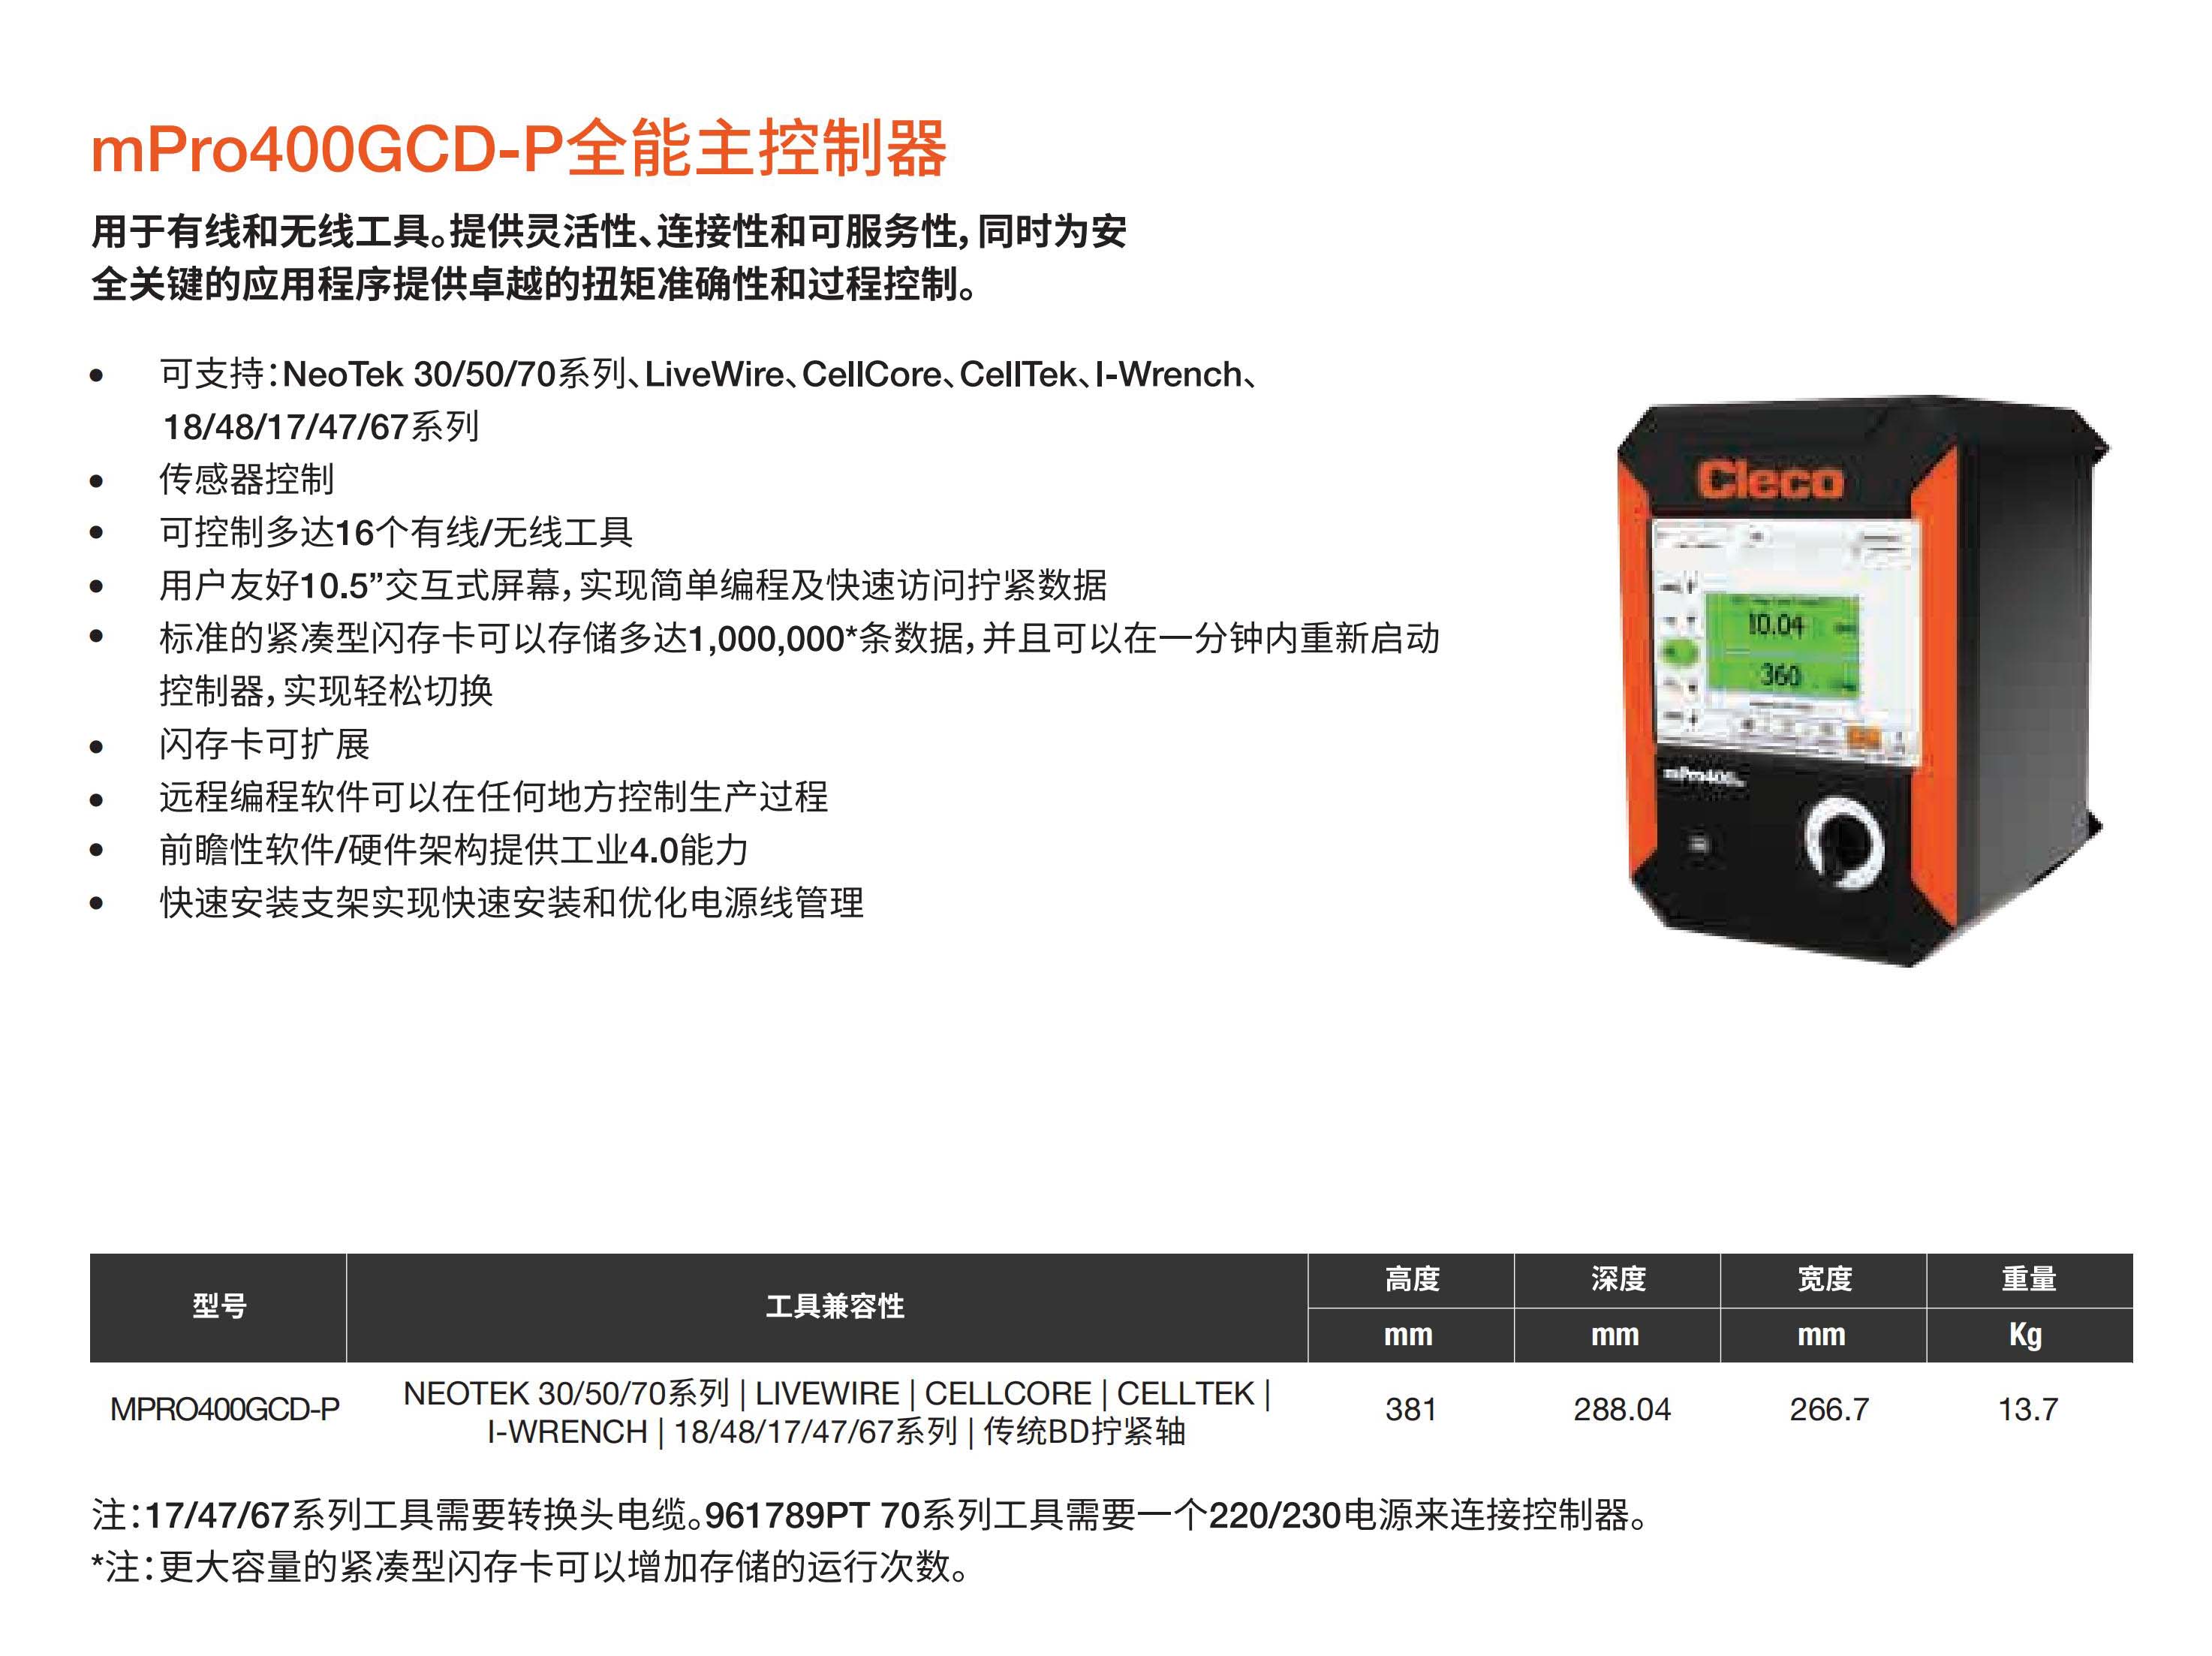 mPro400GCD-P全能主控制器
用于有线和无线工具。提供灵活性、连接性和可服务性，同时为安
全关键的应用程序提供卓越的扭矩准确性和过程控制。
• 可支持：NeoTek 30/50/70系列、LiveWire、CellCore、CellTek、I-Wrench、
18/48/17/47/67系列
• 传感器控制
• 可控制多达16个有线/无线工具
• 用户友好10.5”交互式屏幕，实现简单编程及快速访问拧紧数据
• 标准的紧凑型闪存卡可以存储多达1,000,000*条数据，并且可以在一分钟内重新启动
控制器，实现轻松切换
• 闪存卡可扩展
• 远程编程软件可以在任何地方控制生产过程
• 前瞻性软件/硬件架构提供工业4.0能力
• 快速安装支架实现快速安装和优化电源线管理
Cleco
10.04
360
mPro400
型号 工具兼容性 高度 深度 宽度 重量
mm mm mm Kg
MPRO400GCD-P NEOTEK 30/50/70系列 | LIVEWIRE | CELLCORE | CELLTEK | 381 288.04 266.7 13.7
I-WRENCH | 18/48/17/47/67系列 | 传统BD拧紧轴
注：17/47/67系列工具需要转换头电缆。961789PT 70系列工具需要一个220/230电源来连接控制器。
*注：更大容量的紧凑型闪存卡可以增加存储的运行次数。